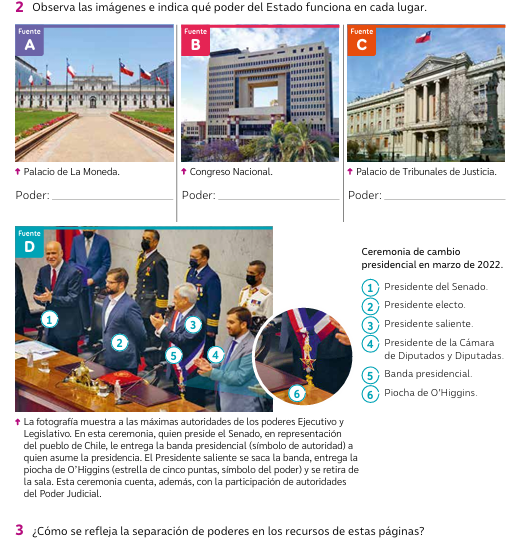 2 Observa las imágenes e indica qué poder del Estado funciona en cada lugar.
Fuente
A
Fuente
B
Fuente
C
↑ Palacio de La Moneda.
↑ Congreso Nacional.
↑ Palacio de Tribunales de Justicia.
Poder: ____________________
Poder: ____________________
Poder: ____________________
Fuente
D
1
2
3
4
5
6
Ceremonia de cambio
presidencial en marzo de 2022.
1 Presidente del Senado.
2 Presidente electo.
3 Presidente saliente.
4 Presidente de la Cámara
de Diputados y Diputadas.
5 Banda presidencial.
6 Piocha de O'Higgins.
↑ La fotografía muestra a las máximas autoridades de los poderes Ejecutivo y
Legislativo. En esta ceremonia, quien preside el Senado, en representación
del pueblo de Chile, le entrega la banda presidencial (símbolo de autoridad) a
quien asume la presidencia. El Presidente saliente se saca la banda, entrega la
piocha de O'Higgins (estrella de cinco puntas, símbolo del poder) y se retira de
la sala. Esta ceremonia cuenta, además, con la participación de autoridades
del Poder Judicial.
3 ¿Cómo se refleja la separación de poderes en los recursos de estas páginas?